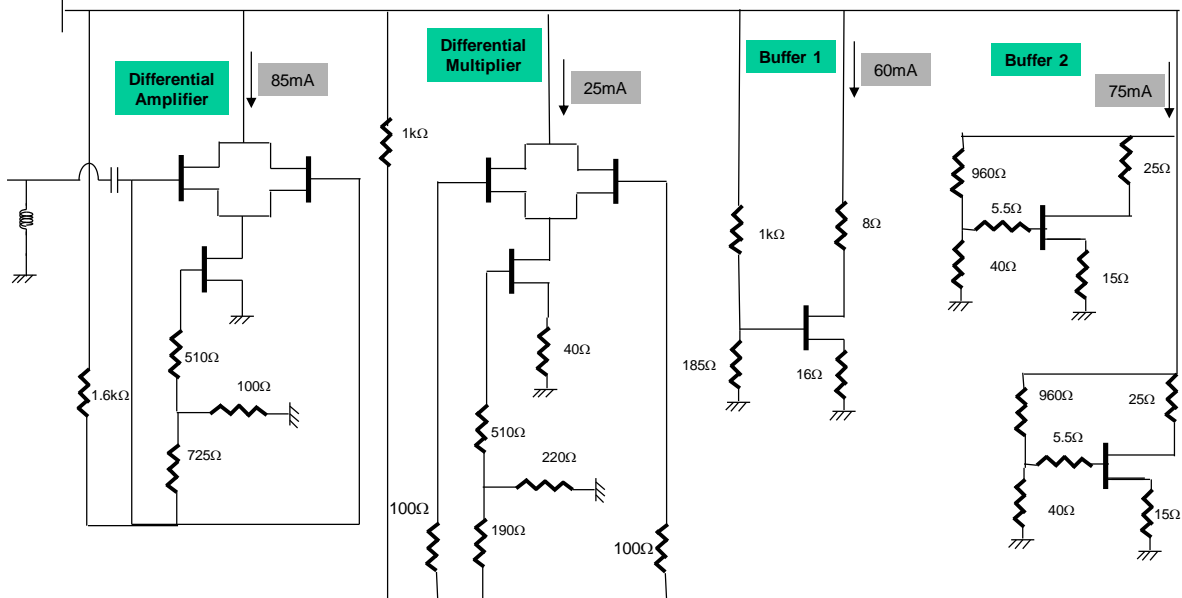 Differential
Amplifier
85mA
Differential
Multiplier
25mA
Buffer 1
60mA
Buffer 2
75mA
1kΩ
960Ω
25Ω
5.5Ω
40Ω
15Ω
1kΩ
8Ω
510Ω
100Ω
1.6kΩ
725Ω
40Ω
510Ω
220Ω
100Ω
190Ω
100Ω
185Ω
16Ω
960Ω
25Ω
5.5Ω
40Ω
15Ω